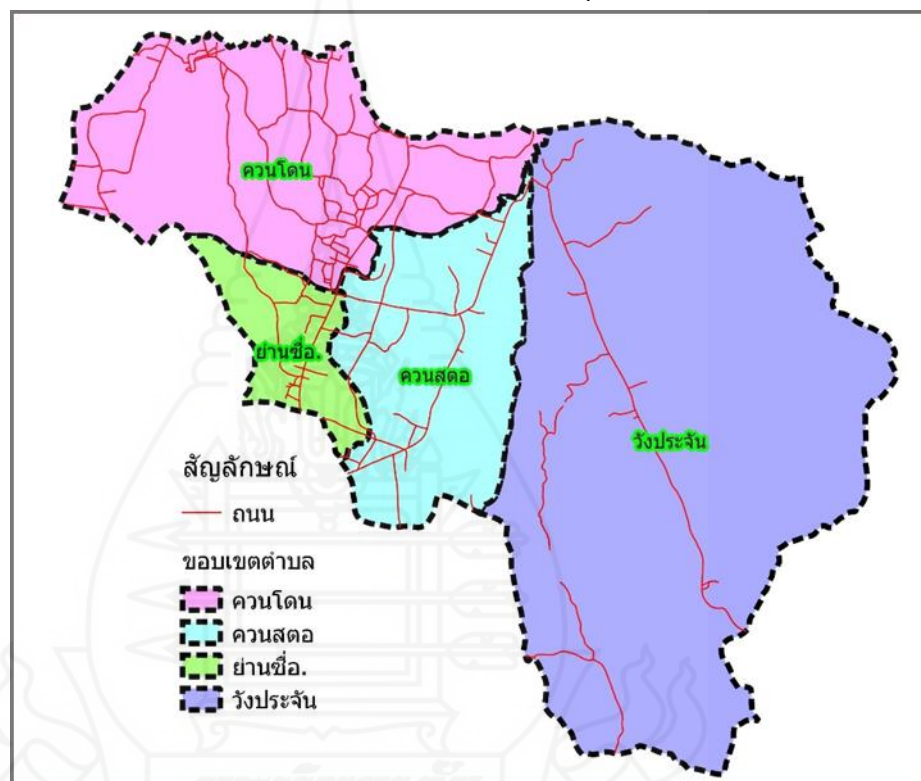 ควนโดน
ย่านซื่อ.
ควนสตอ
วังประจัน
สัญลักษณ์
ถนน
ขอบเขตตำบล
ควนโดน
ควนสตอ
ย่านซื่อ.
วังประจัน